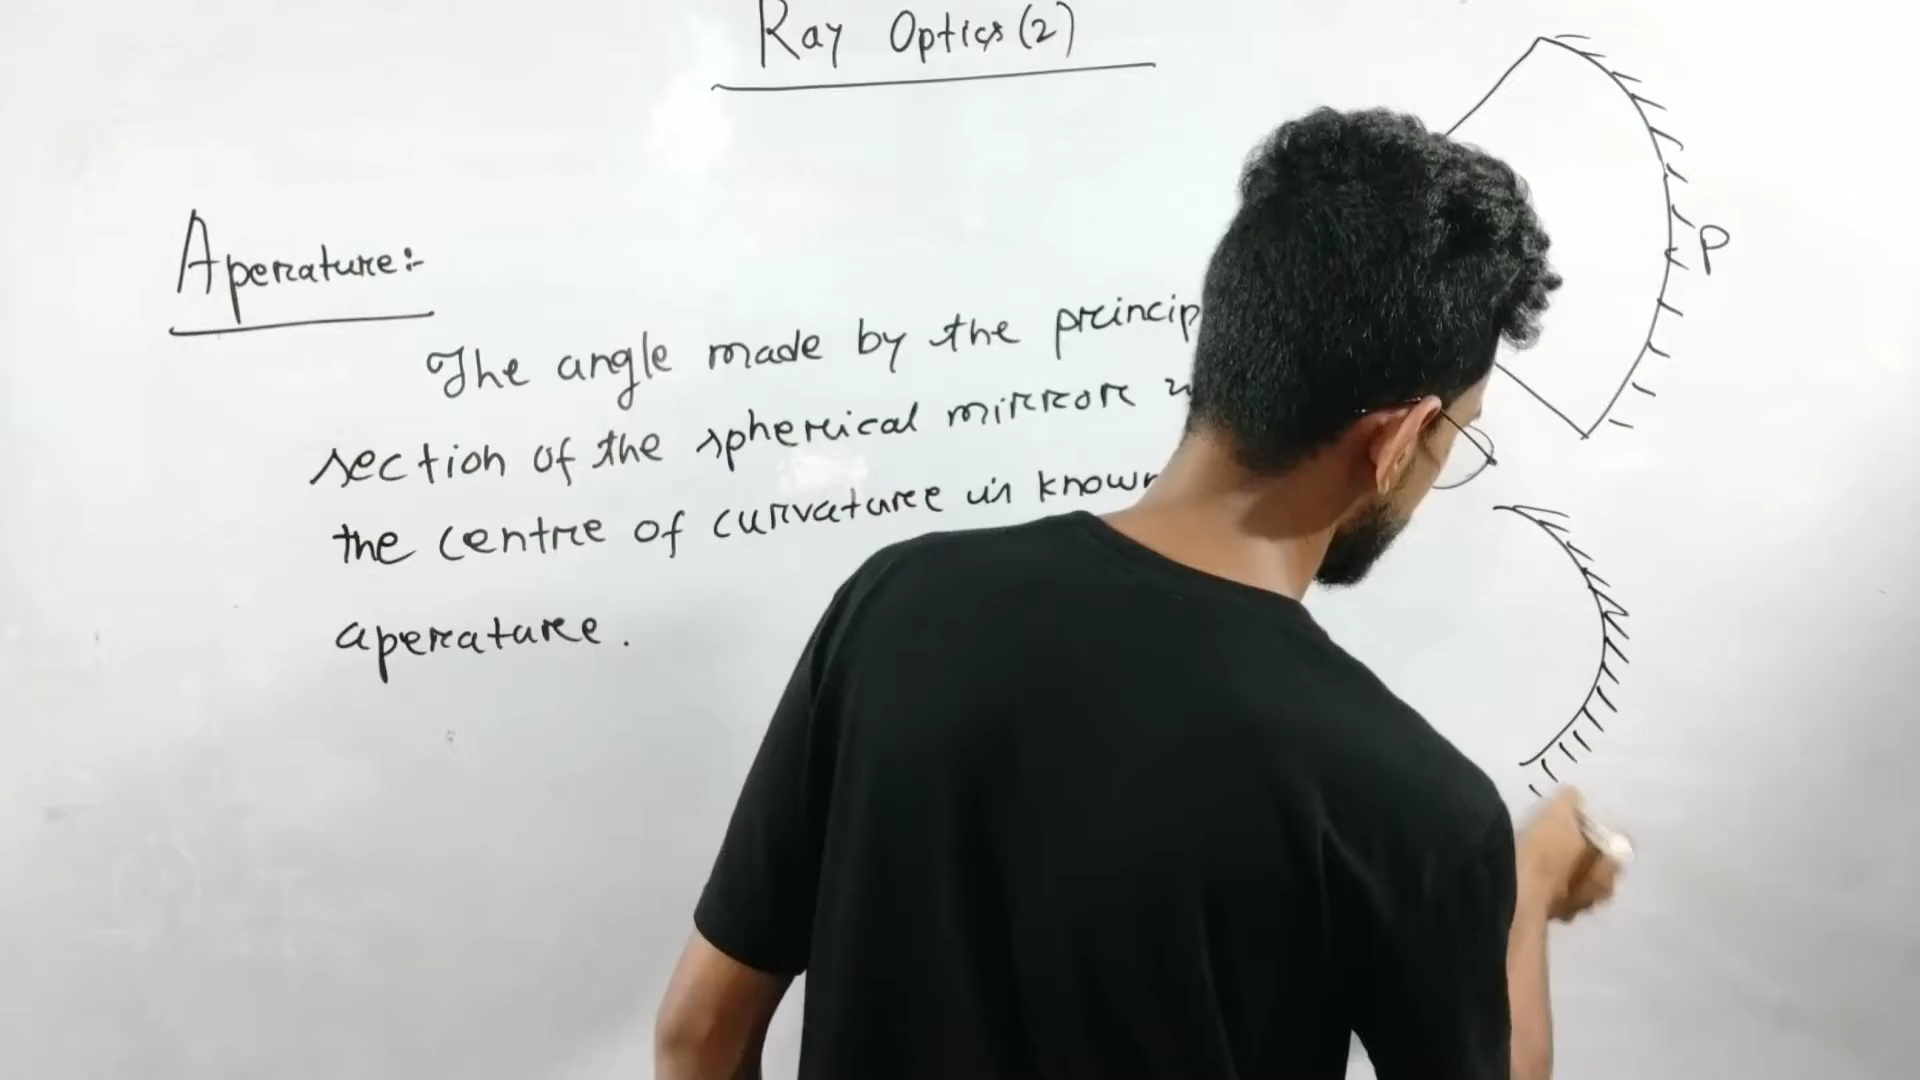 Ray Optics (2)
P
Aperature:-
The angle made by the princip
section of the spherical mirror
the centre of curvature is known
aperature.